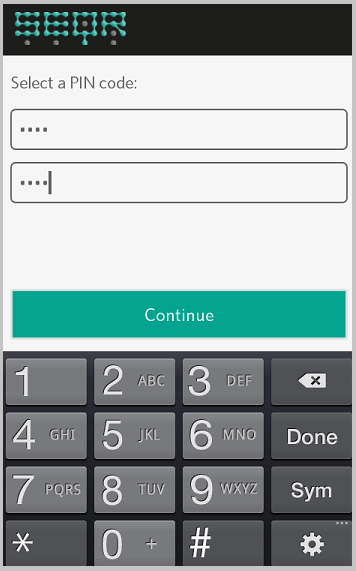 SEQR
Select a PIN code:
••••
••••
Continue
1 2 ABC 3 DEF
4 GHI 5 JKL 6 MNO Done
7 PQRS 8 TUV 9 WXYZ Sym
* 0 + #